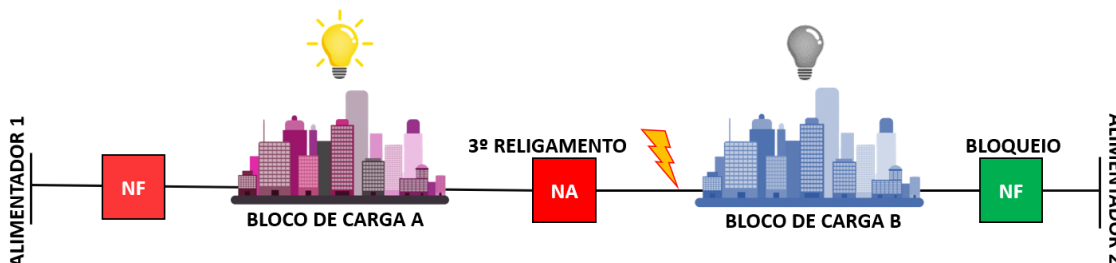 ALIMENTADOR 1
NF
BLOCO DE CARGA A
3º RELIGAMENTO
NA
BLOCO DE CARGA B
BLOQUEIO
NF
ALIMENTADOR 2